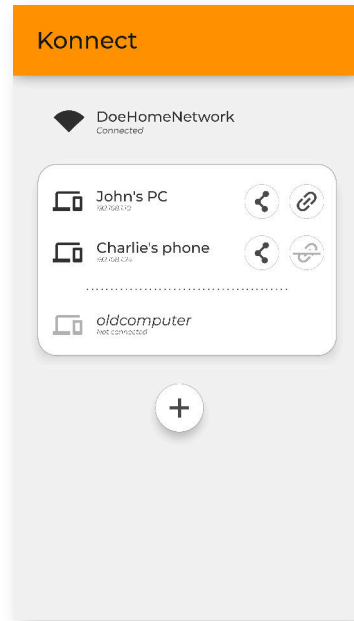 Konnect
DoeHomeNetwork
Connected
John's PC
Charlie's phone
oldcomputer
Not connected